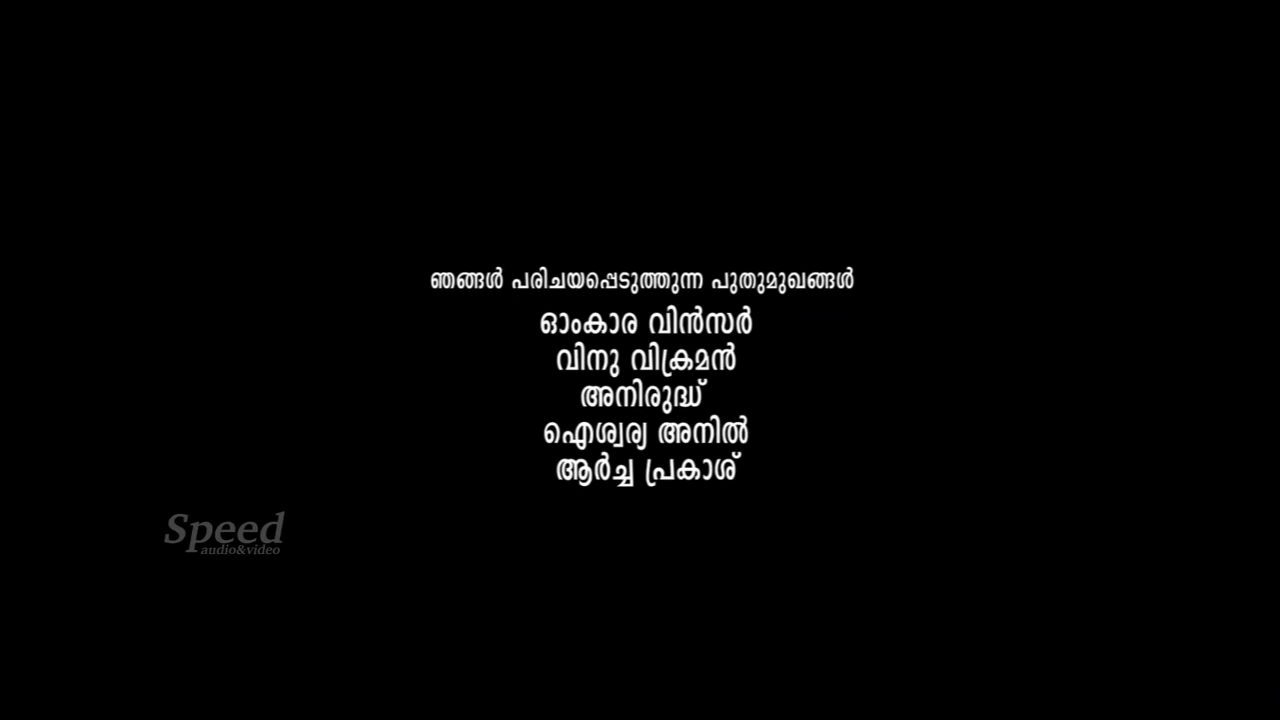 ഞങ്ങൾ പരിചയപ്പെടുത്തുന്ന പുതുമുഖങ്ങൾ
ഓംകാര വിൻസർ
വിനു വിക്രമൻ
അനിരുദ്ധ്
ഐശ്വര്യ അനിൽ
ആർച്ച പ്രകാശ്
Speed
audio&video